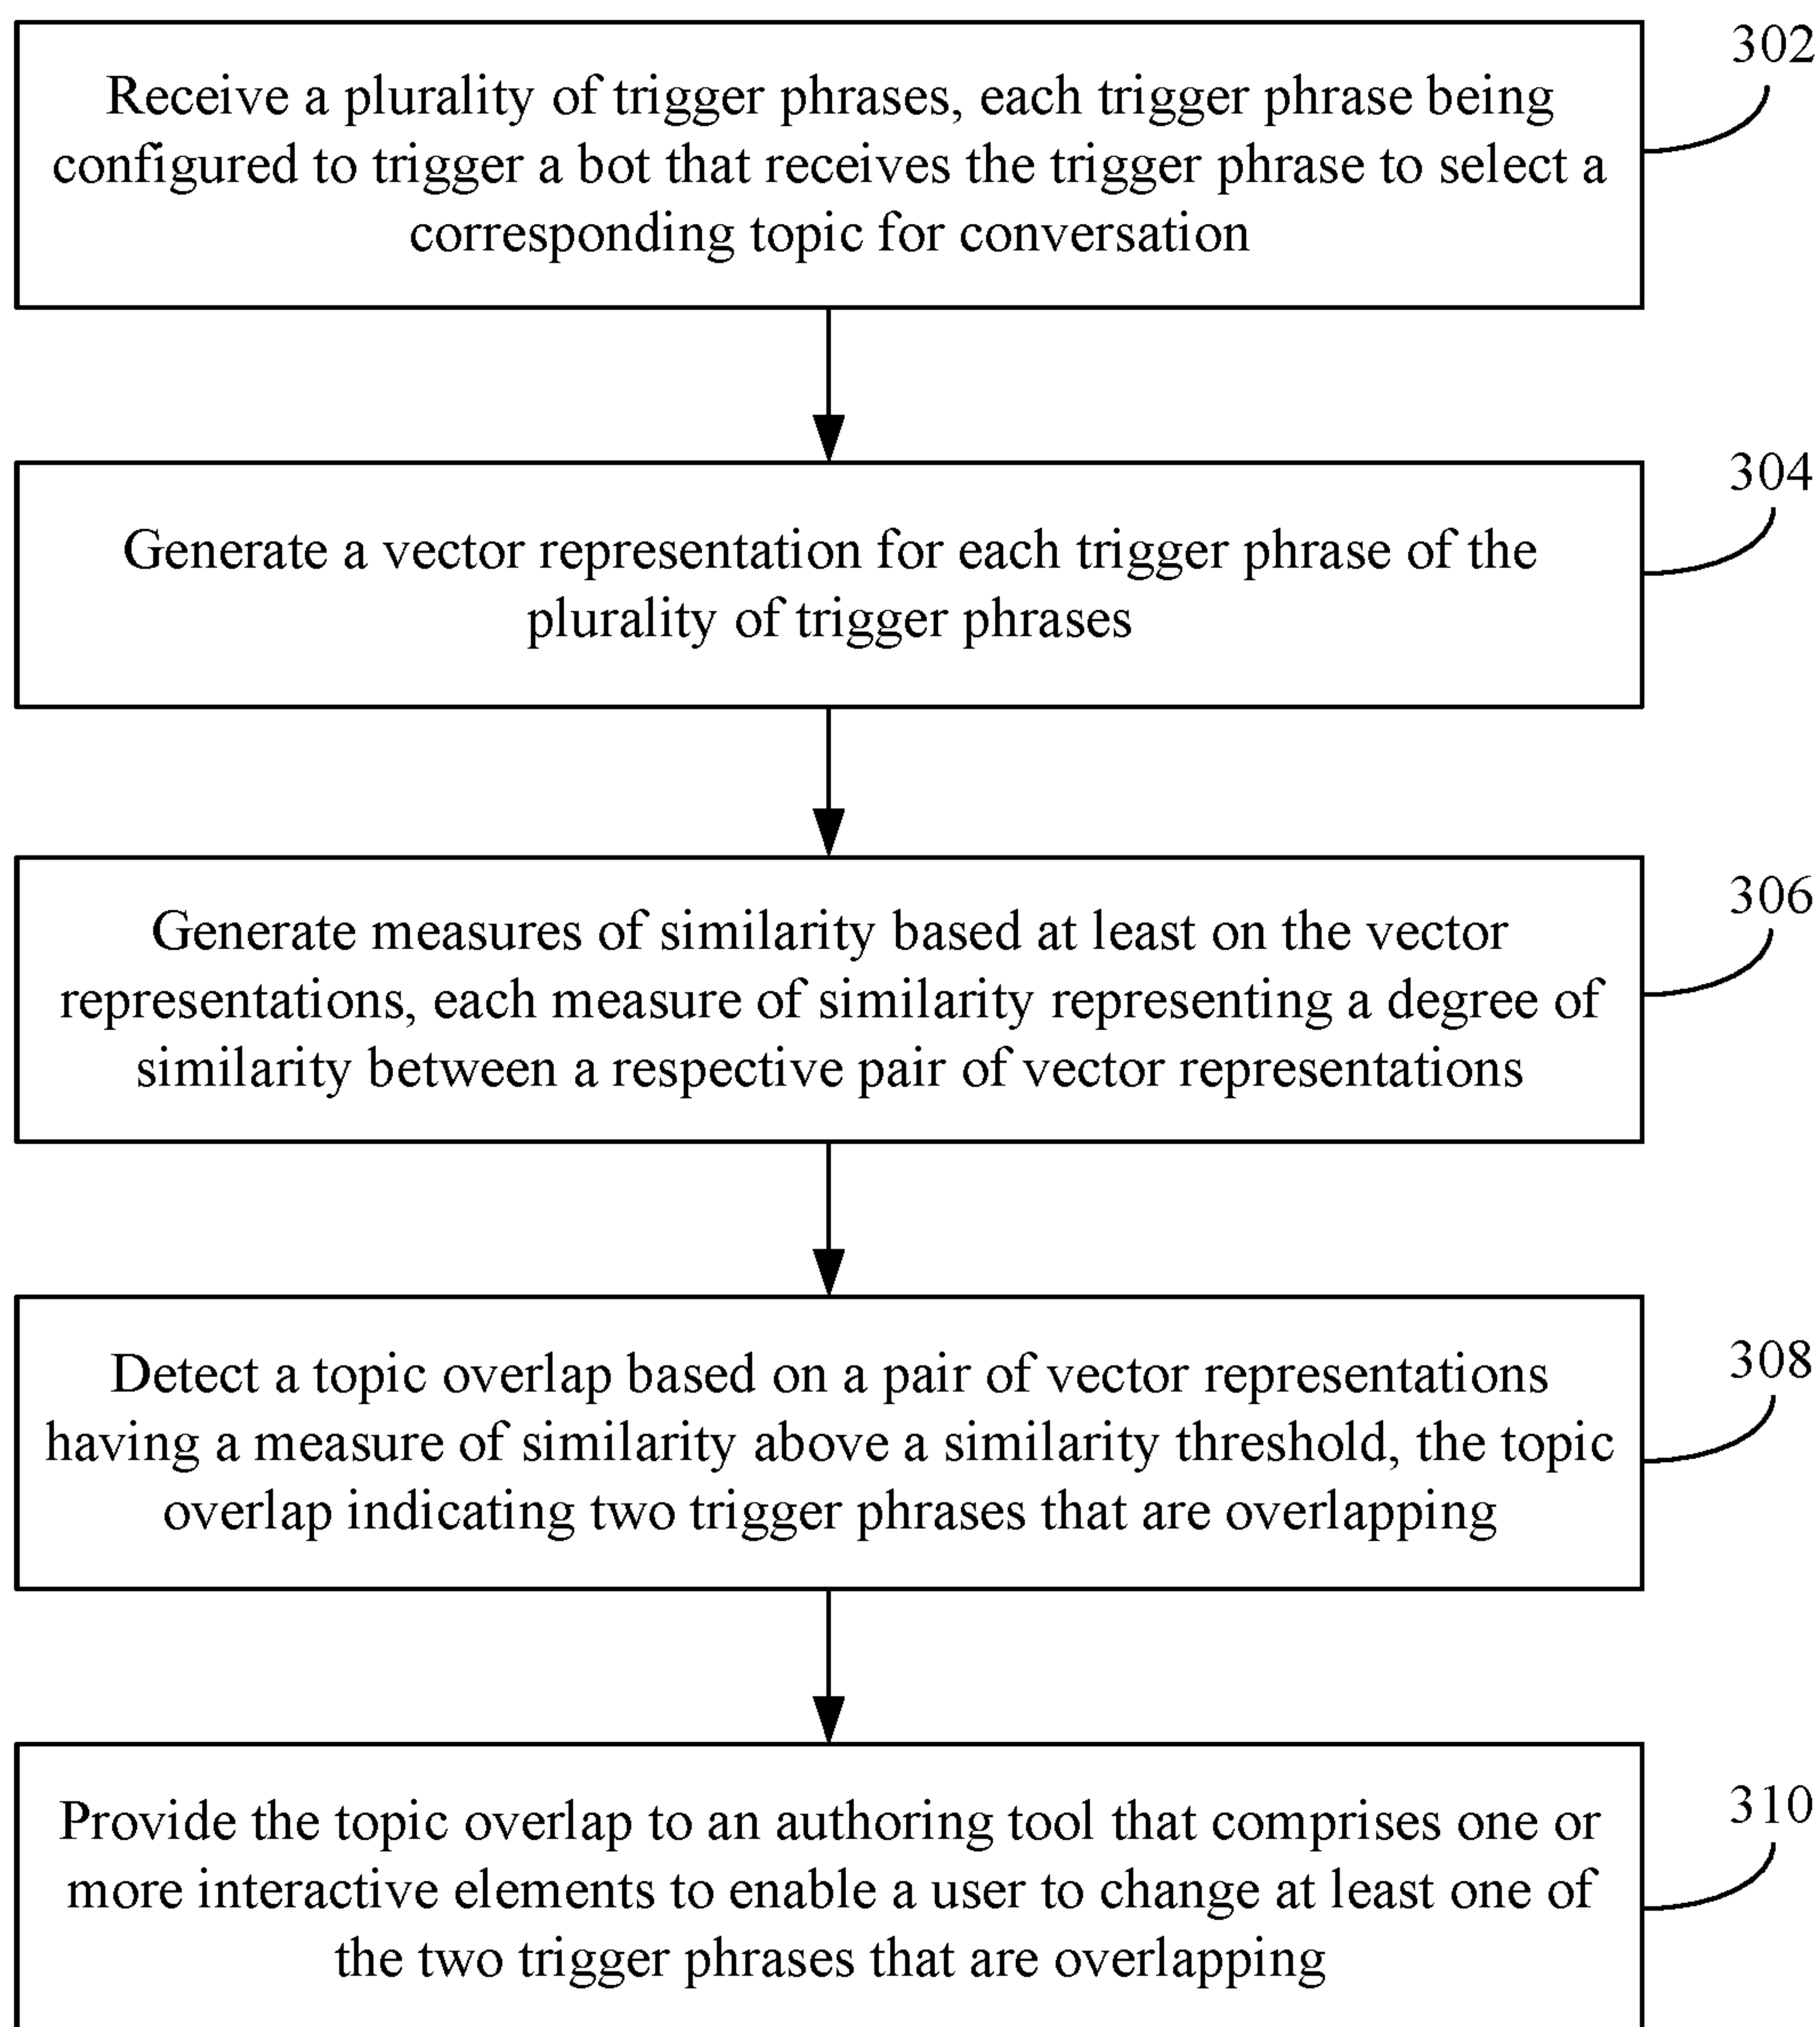 302
Receive a plurality of trigger phrases, each trigger phrase being
configured to trigger a bot that receives the trigger phrase to select a
corresponding topic for conversation
304
Generate a vector representation for each trigger phrase of the
plurality of trigger phrases
306
Generate measures of similarity based at least on the vector
representations, each measure of similarity representing a degree of
similarity between a respective pair of vector representations
308
Detect a topic overlap based on a pair of vector representations
having a measure of similarity above a similarity threshold, the topic
overlap indicating two trigger phrases that are overlapping
310
Provide the topic overlap to an authoring tool that comprises one or
more interactive elements to enable a user to change at least one of
the two trigger phrases that are overlapping